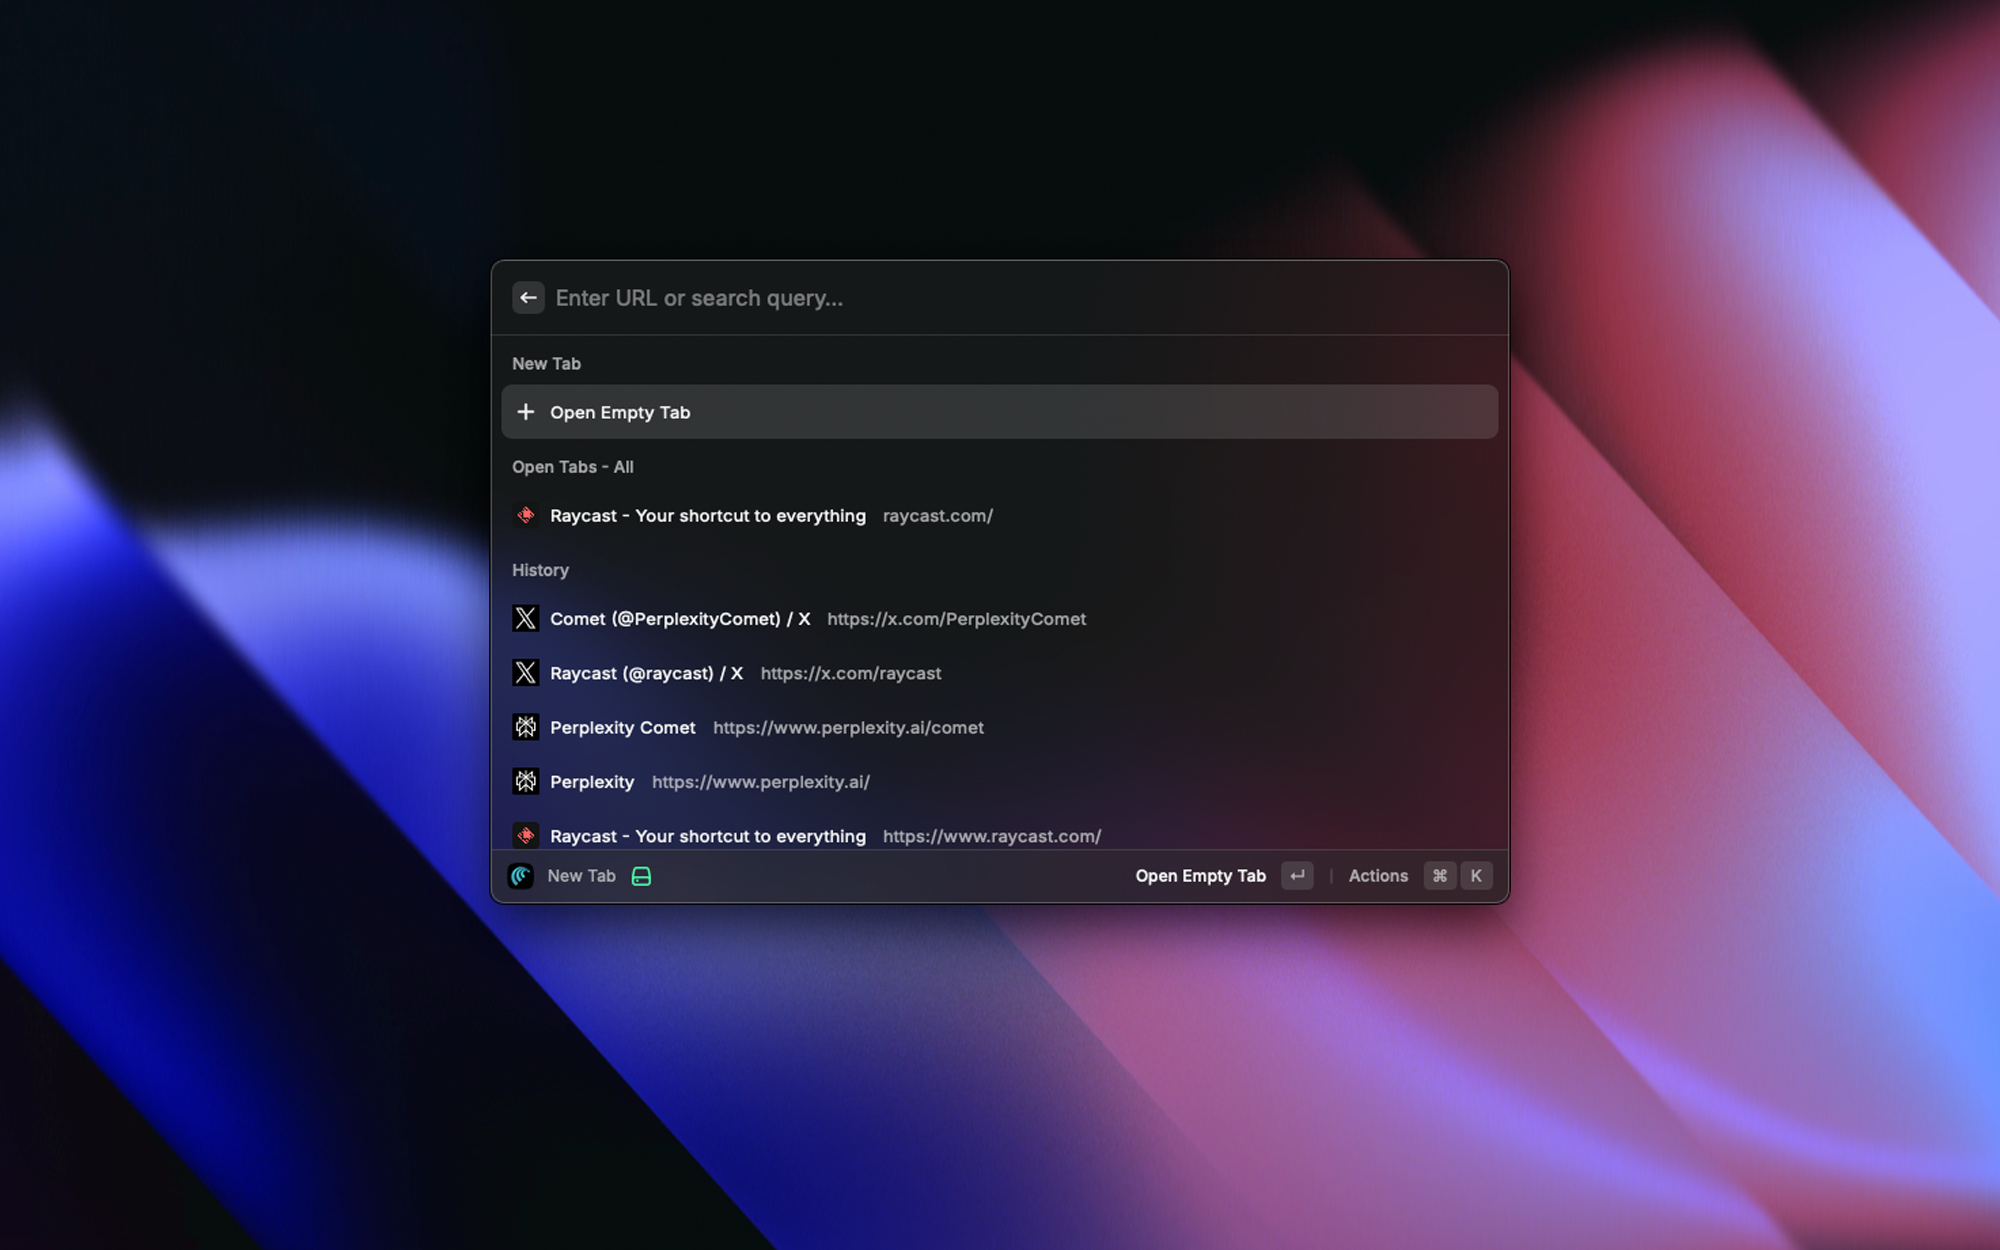 Enter URL or search query...
New Tab
Open Empty Tab
Open Tabs - All
Raycast - Your shortcut to everything raycast.com/
History
Comet (@PerplexityComet) / X https://x.com/PerplexityComet
Raycast (@raycast) / X https://x.com/raycast
Perplexity Comet https://www.perplexity.ai/comet
Perplexity https://www.perplexity.ai/
Raycast - Your shortcut to everything https://www.raycast.com/
New Tab Open Empty Tab ↵ | Actions ⌘ K